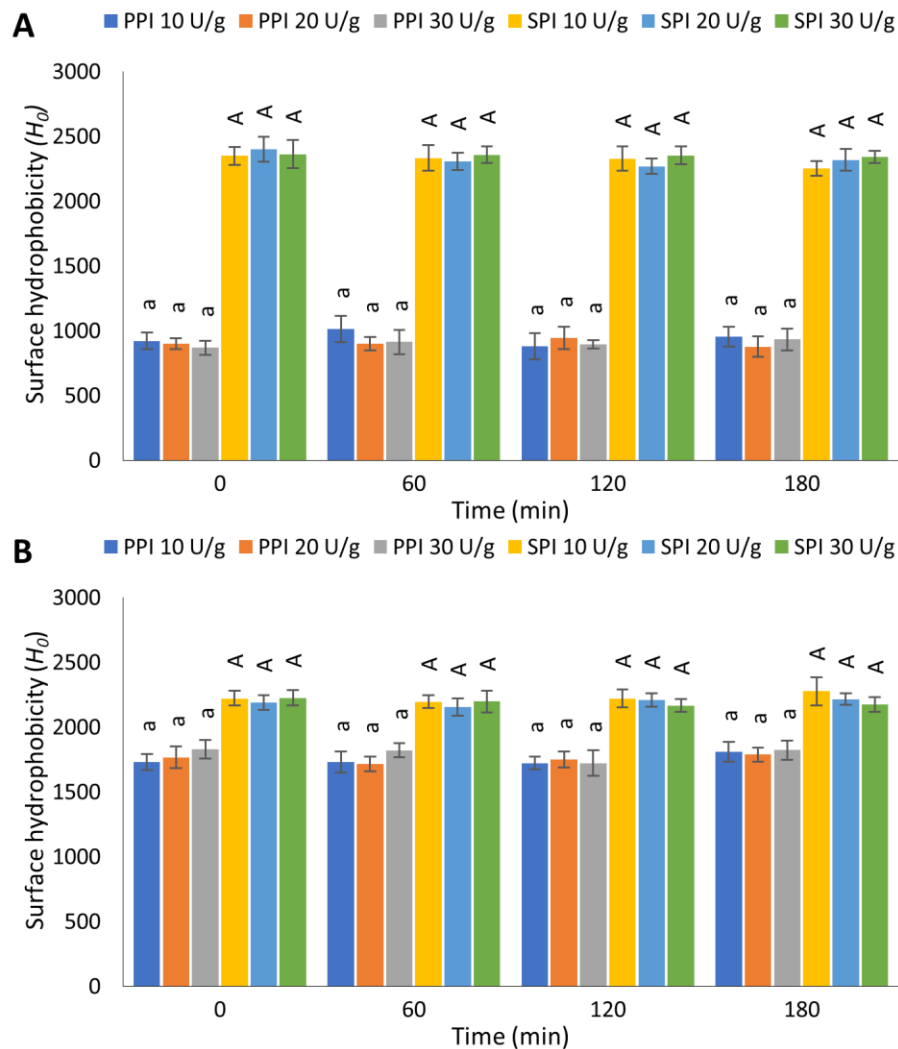 A
PPI 10 U/g PPI 20 U/g PPI 30 U/g SPI 10 U/g SPI 20 U/g SPI 30 U/g
Surface hydrophobicity (H0)
3000
2500
2000
1500
1000
500
0
a a a A A A
a a a A A A
a a a A A A
a a a A A A
0 60 120 180
Time (min)
B
PPI 10 U/g PPI 20 U/g PPI 30 U/g SPI 10 U/g SPI 20 U/g SPI 30 U/g
Surface hydrophobicity (H0)
3000
2500
2000
1500
1000
500
0
a a a A A A
a a a A A A
a a a A A A
a a a A A A
0 60 120 180
Time (min)